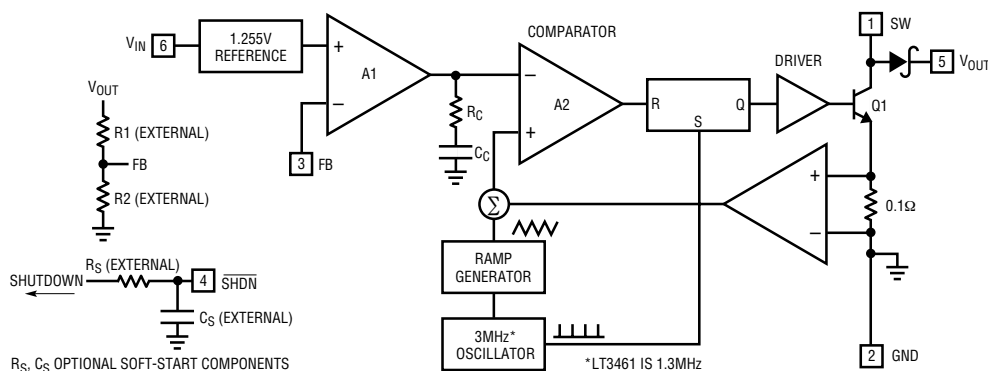 COMPARATOR
1
SW
V_IN
6
1.255V
REFERENCE
+
A1
−
3
FB
−
A2
+
R_C
C_C
R
Q
S
DRIVER
Q1
5
V_OUT
V_OUT
R1 (EXTERNAL)
FB
R2 (EXTERNAL)
Σ
+
−
0.1Ω
RAMP
GENERATOR
R_S (EXTERNAL)
SHUTDOWN
4
SHDN
C_S (EXTERNAL)
3MHz*
OSCILLATOR
2
GND
*LT3461 IS 1.3MHz
R_S, C_S OPTIONAL SOFT-START COMPONENTS